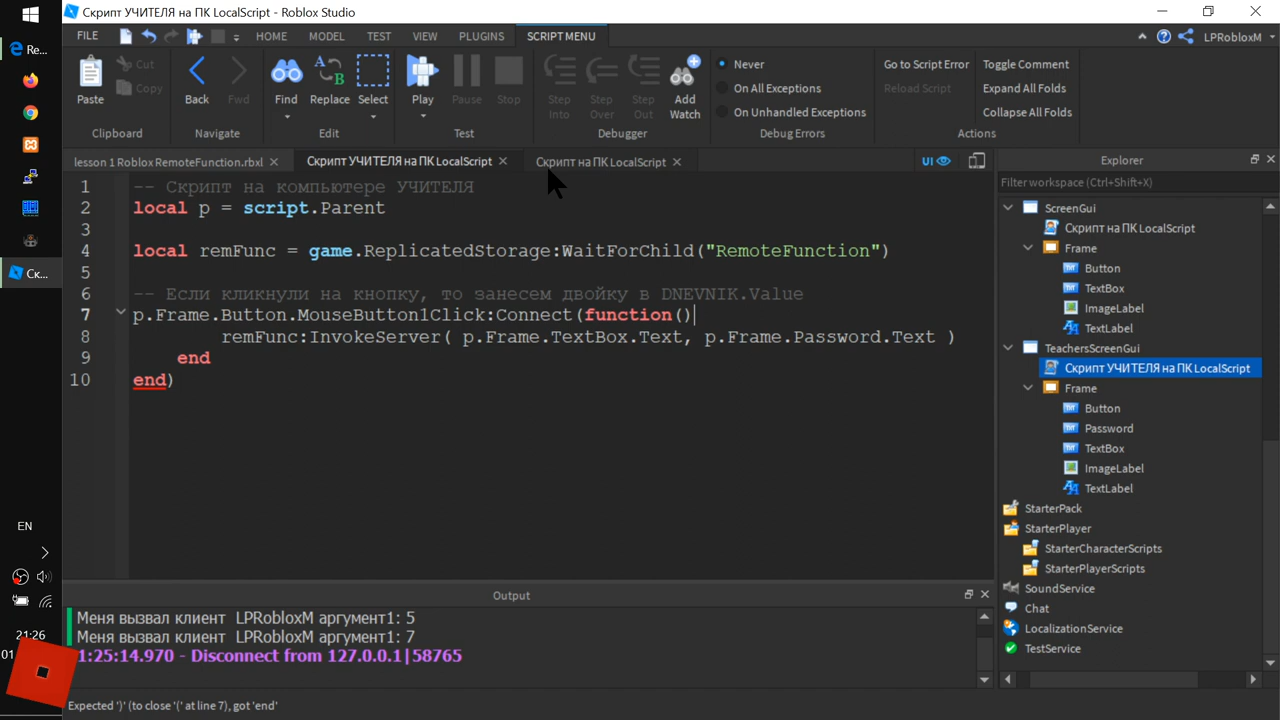 Скрипт УЧИТЕЛЯ на ПК LocalScript - Roblox Studio
FILE HOME MODEL TEST VIEW PLUGINS SCRIPT MENU LPRobloxM
Re...
Paste Cut Copy Back Fwd Find Replace Select Play Pause Stop Step Into Step Over Step Out Add Watch
Never
On All Exceptions
On Unhandled Exceptions
Go to Script Error
Reload Script
Toggle Comment
Expand All Folds
Collapse All Folds
Clipboard Navigate Edit Test Debugger Debug Errors Actions
lesson 1 Roblox RemoteFunction.rbxl Скрипт УЧИТЕЛЯ на ПК LocalScript Скрипт на ПК LocalScript UI
1 -- Скрипт на компьютере УЧИТЕЛЯ
2 local p = script.Parent
3
4 local remFunc = game.ReplicatedStorage:WaitForChild("RemoteFunction")
5
6 -- Если кликнули на кнопку, то занесем двойку в DNEVNIK.Value
7 p.Frame.Button.MouseButton1Click:Connect(function()
8 remFunc:InvokeServer( p.Frame.TextBox.Text, p.Frame.Password.Text )
9 end
10 end)
Explorer
Filter workspace (Ctrl+Shift+X)
ScreenGui
Скрипт на ПК LocalScript
Frame
Button
TextBox
ImageLabel
TextLabel
TeachersScreenGui
Скрипт УЧИТЕЛЯ на ПК LocalScript
Frame
Button
Password
TextBox
ImageLabel
TextLabel
StarterPack
StarterPlayer
StarterCharacterScripts
StarterPlayerScripts
SoundService
Chat
LocalizationService
TestService
Ск...
EN
21:26
01
Output
Меня вызвал клиент LPRobloxM аргумент1: 5
Меня вызвал клиент LPRobloxM аргумент1: 7
1:25:14.970 - Disconnect from 127.0.0.1|58765
Expected ')' (to close '(' at line 7), got 'end'